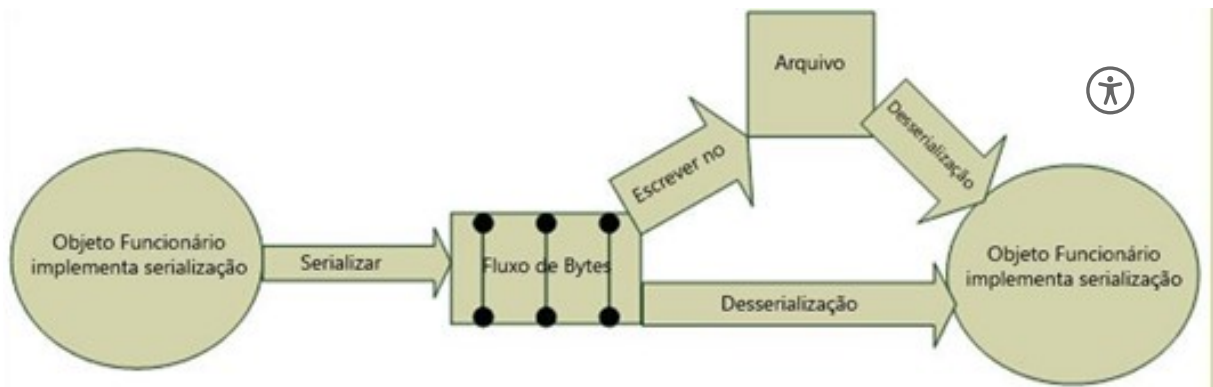 Objeto Funcionário
implementa serialização
Serializar
Fluxo de Bytes
Escrever no
Arquivo
Desserialização
Desserialização
Objeto Funcionário
implementa serialização